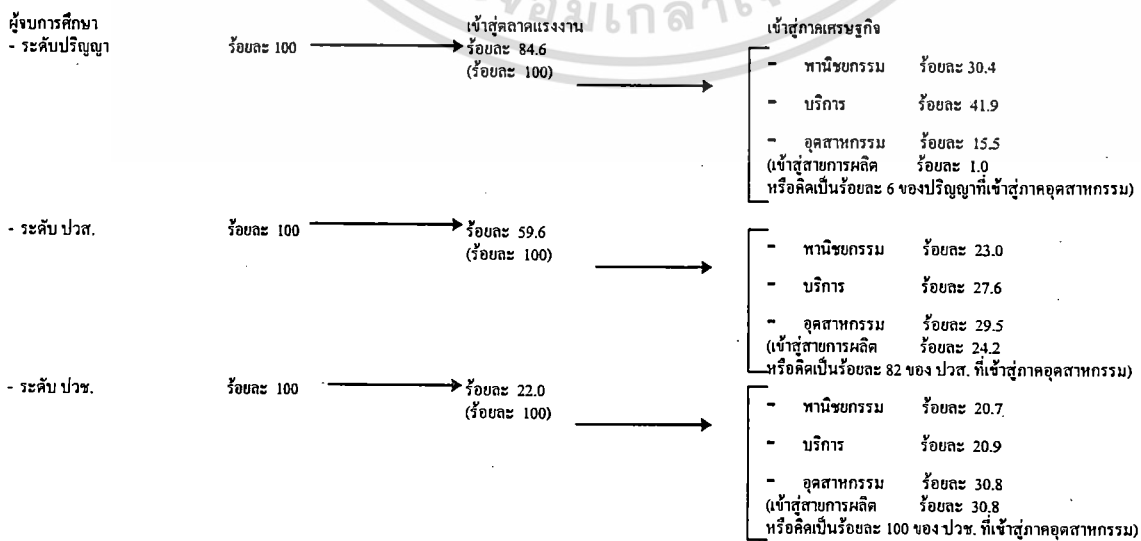 จอมเกล้าเจ
ผู้จบการศึกษา เข้าสู่ตลาดแรงงาน เข้าสู่ภาคเศรษฐกิจ
- ระดับปริญญา ร้อยละ 100 ร้อยละ 84.6
(ร้อยละ 100)
- พานิชยกรรม ร้อยละ 30.4
- บริการ ร้อยละ 41.9
- อุตสาหกรรม ร้อยละ 15.5
(เข้าสู่สายการผลิต ร้อยละ 1.0
หรือคิดเป็นร้อยละ 6 ของปริญญาที่เข้าสู่ภาคอุตสาหกรรม)
- ระดับ ปวส. ร้อยละ 100 ร้อยละ 59.6
(ร้อยละ 100)
- พานิชยกรรม ร้อยละ 23.0
- บริการ ร้อยละ 27.6
- อุตสาหกรรม ร้อยละ 29.5
(เข้าสู่สายการผลิต ร้อยละ 24.2
หรือคิดเป็นร้อยละ 82 ของ ปวส. ที่เข้าสู่ภาคอุตสาหกรรม)
- ระดับ ปวช. ร้อยละ 100 ร้อยละ 22.0
(ร้อยละ 100)
- พานิชยกรรม ร้อยละ 20.7
- บริการ ร้อยละ 20.9
- อุตสาหกรรม ร้อยละ 30.8
(เข้าสู่สายการผลิต ร้อยละ 30.8
หรือคิดเป็นร้อยละ 100 ของ ปวช. ที่เข้าสู่ภาคอุตสาหกรรม)